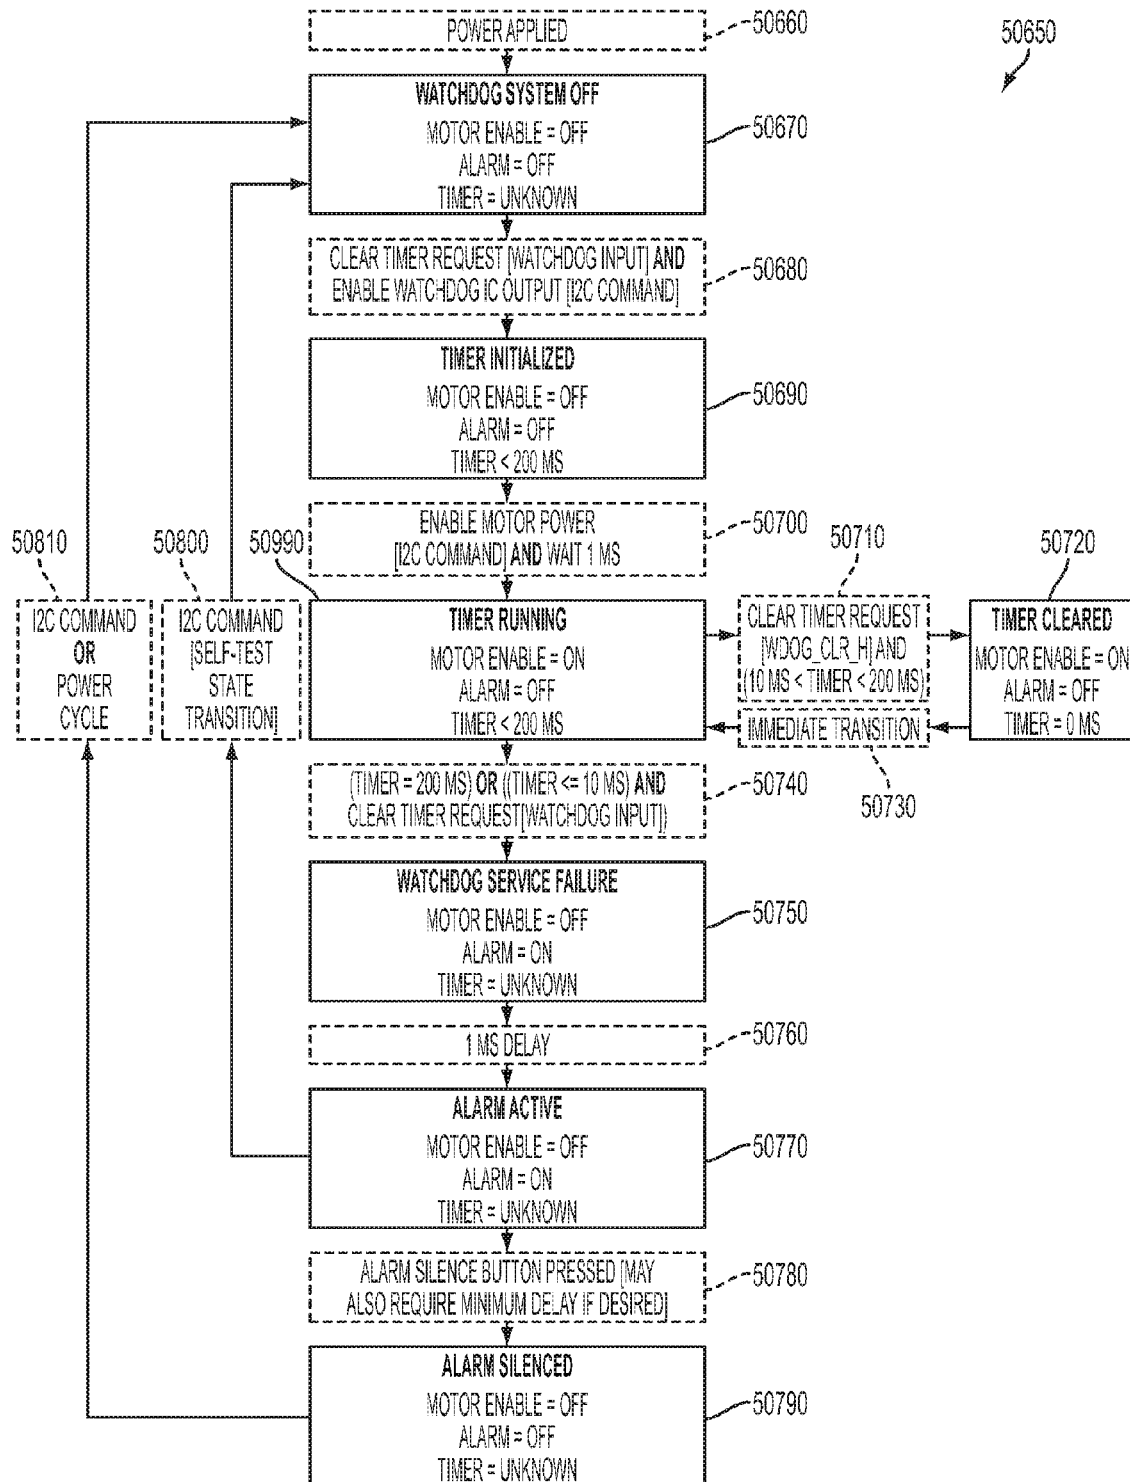 POWER APPLIED
50660
50650
WATCHDOG SYSTEM OFF
MOTOR ENABLE = OFF
ALARM = OFF
TIMER = UNKNOWN
50670
CLEAR TIMER REQUEST [WATCHDOG INPUT] AND
ENABLE WATCHDOG IC OUTPUT [I2C COMMAND]
50680
TIMER INITIALIZED
MOTOR ENABLE = OFF
ALARM = OFF
TIMER < 200 MS
50690
ENABLE MOTOR POWER
[I2C COMMAND] AND WAIT 1 MS
50700
50810
I2C COMMAND
OR
POWER
CYCLE
50800
I2C COMMAND
[SELF-TEST
STATE
TRANSITION]
50990
TIMER RUNNING
MOTOR ENABLE = ON
ALARM = OFF
TIMER < 200 MS
50710
CLEAR TIMER REQUEST
[WDOG_CLR_H] AND
(10 MS < TIMER < 200 MS)
50720
TIMER CLEARED
MOTOR ENABLE = ON
ALARM = OFF
TIMER = 0 MS
IMMEDIATE TRANSITION
50730
(TIMER = 200 MS) OR ((TIMER <= 10 MS) AND
CLEAR TIMER REQUEST[WATCHDOG INPUT])
50740
WATCHDOG SERVICE FAILURE
MOTOR ENABLE = OFF
ALARM = ON
TIMER = UNKNOWN
50750
1 MS DELAY
50760
ALARM ACTIVE
MOTOR ENABLE = OFF
ALARM = ON
TIMER = UNKNOWN
50770
ALARM SILENCE BUTTON PRESSED [MAY
ALSO REQUIRE MINIMUM DELAY IF DESIRED]
50780
ALARM SILENCED
MOTOR ENABLE = OFF
ALARM = OFF
TIMER = UNKNOWN
50790